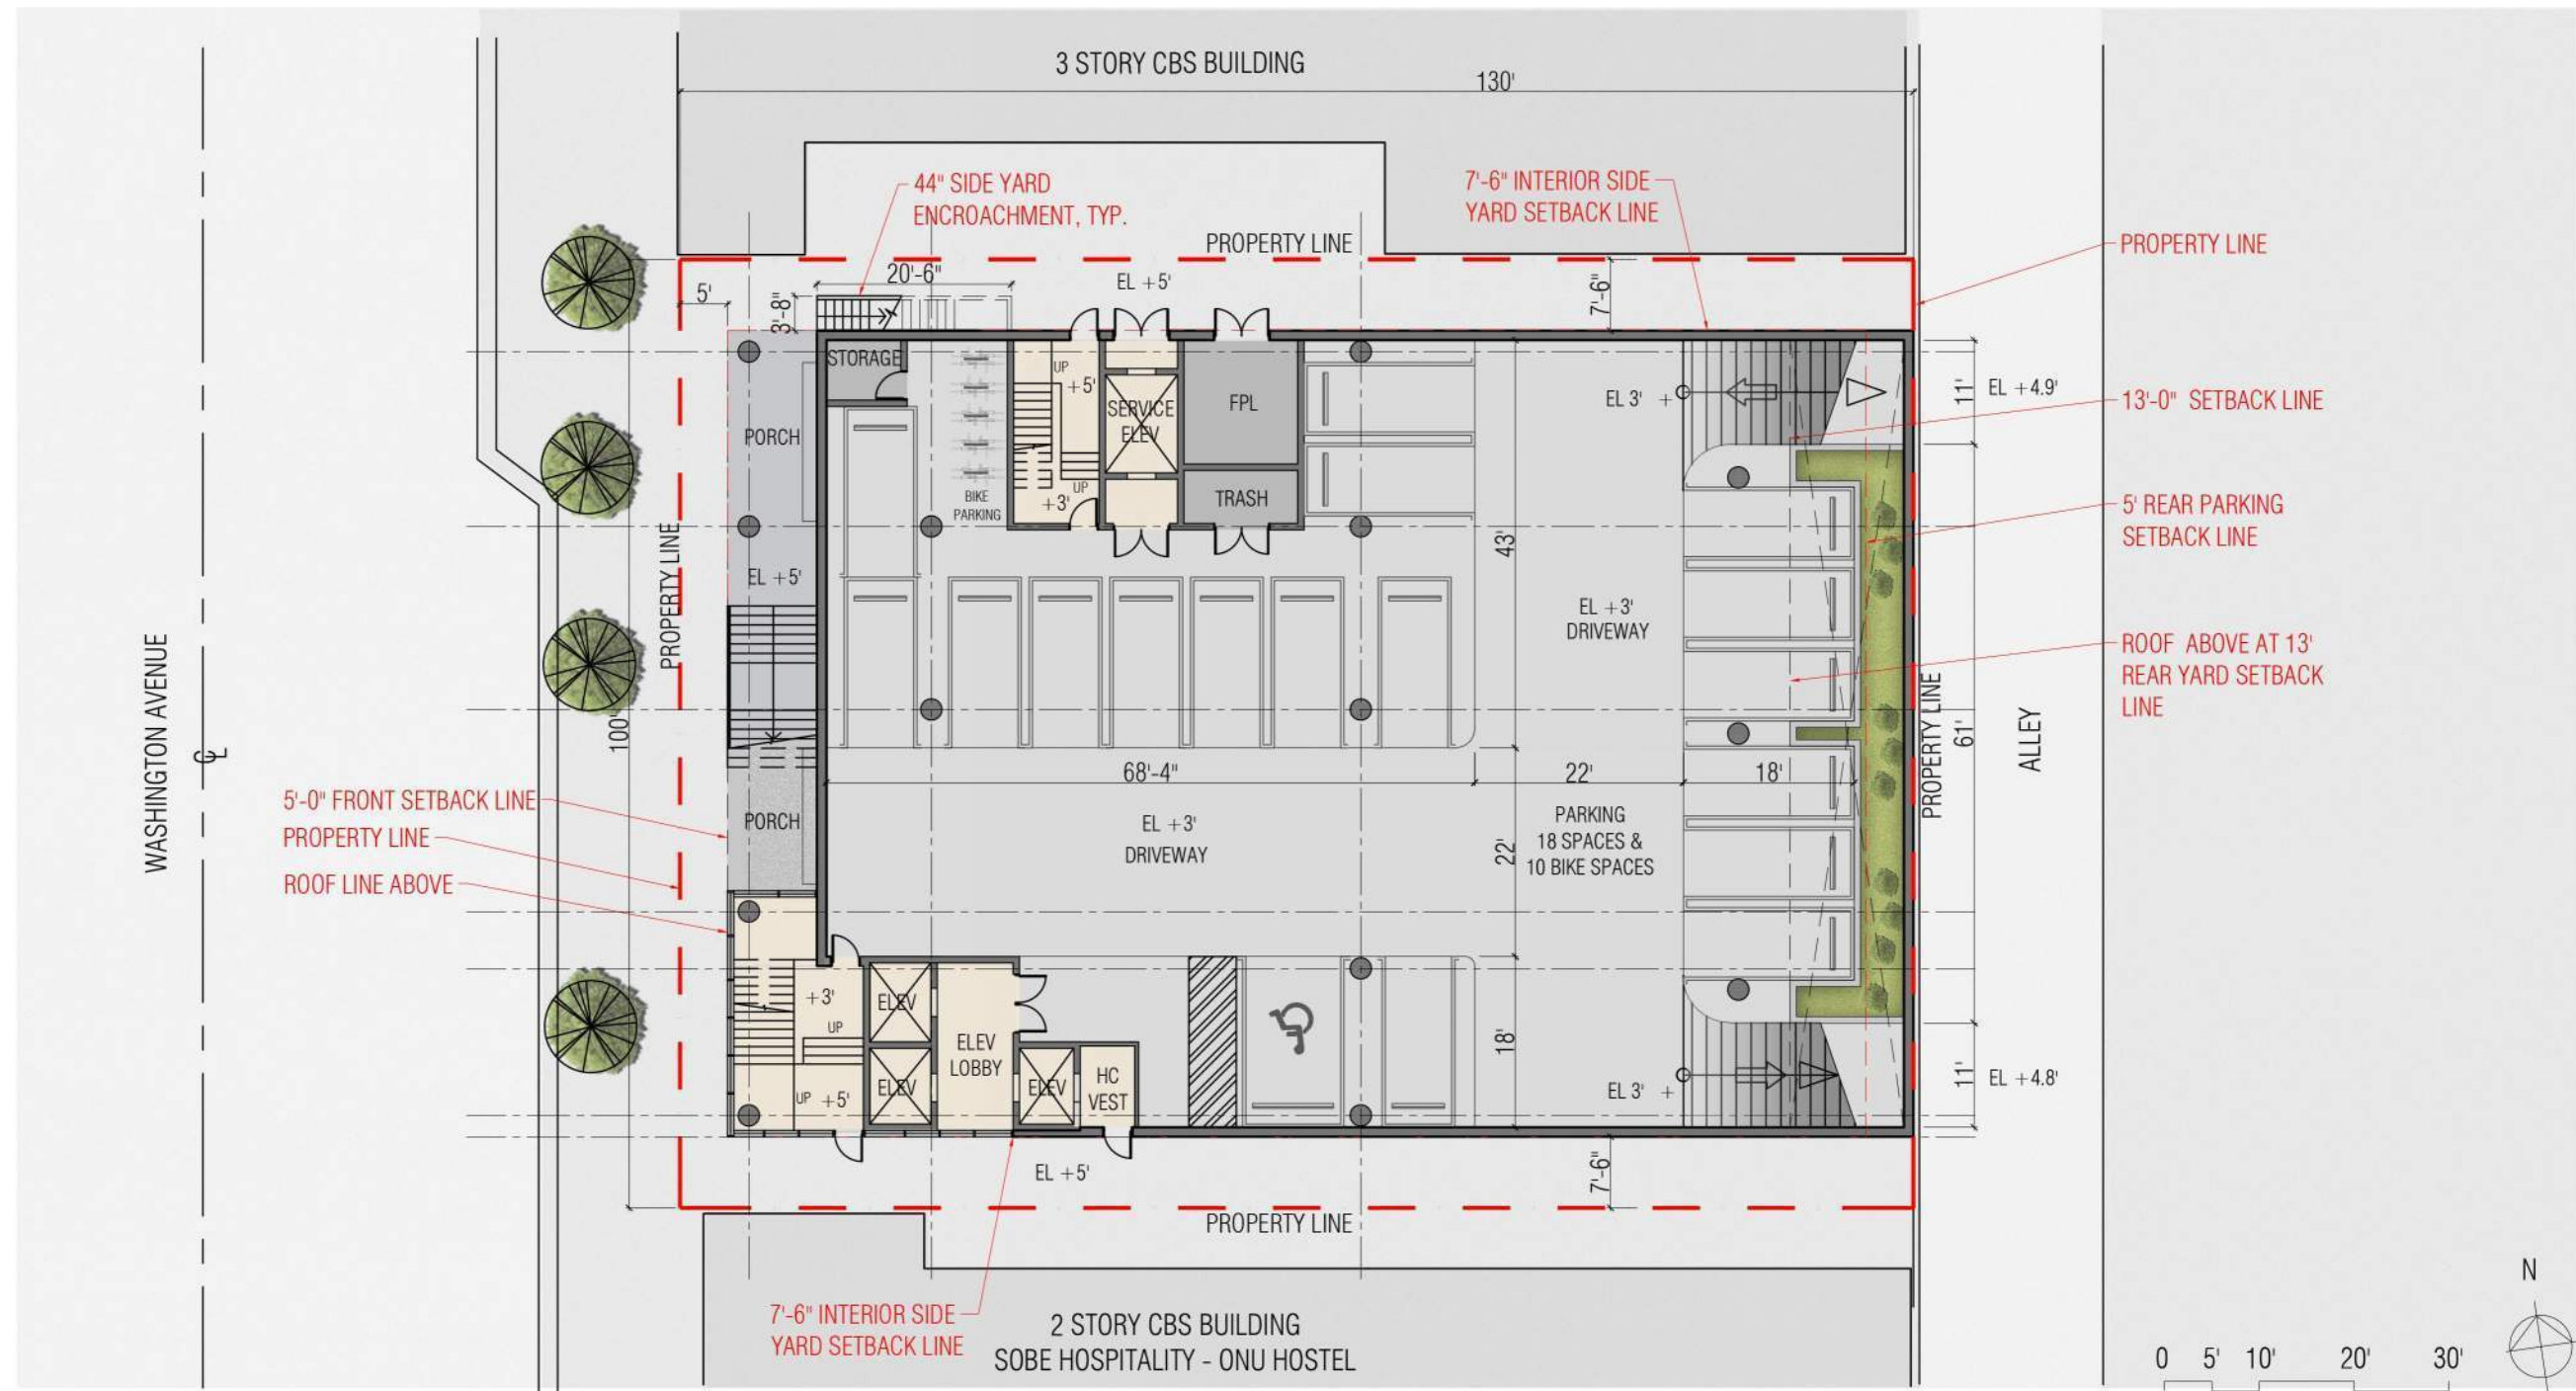 3 STORY CBS BUILDING
130'
44" SIDE YARD
ENCROACHMENT, TYP.
7'-6" INTERIOR SIDE
YARD SETBACK LINE
PROPERTY LINE
PROPERTY LINE
20'-6"
EL +5'
5'
3'-8"
7'-6"
STORAGE
UP
+5'
SERVICE
ELEV
FPL
EL 3' +
11'
EL +4.9'
13'-0" SETBACK LINE
PORCH
BIKE
PARKING
UP
+3'
TRASH
5' REAR PARKING
SETBACK LINE
43'
PROPERTY LINE
EL +5'
EL +3'
DRIVEWAY
ROOF ABOVE AT 13'
REAR YARD SETBACK
LINE
WASHINGTON AVENUE
CL
100'
PROPERTY LINE
61'
ALLEY
68'-4"
22'
18'
5'-0" FRONT SETBACK LINE
PROPERTY LINE
ROOF LINE ABOVE
PORCH
EL +3'
DRIVEWAY
22'
PARKING
18 SPACES &
10 BIKE SPACES
+3'
UP
ELEV
ELEV
LOBBY
18'
UP +5'
ELEV
ELEV
HC
VEST
EL 3' +
11'
EL +4.8'
EL +5'
7'-6"
PROPERTY LINE
7'-6" INTERIOR SIDE
YARD SETBACK LINE
2 STORY CBS BUILDING
SOBE HOSPITALITY - ONU HOSTEL
N
0 5' 10' 20' 30'